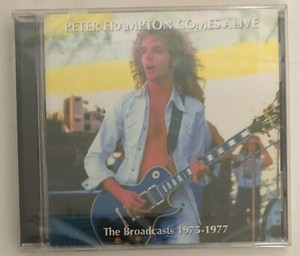 PETER FRAMPTON COMES ALIVE
The Broadcasts 1975-1977